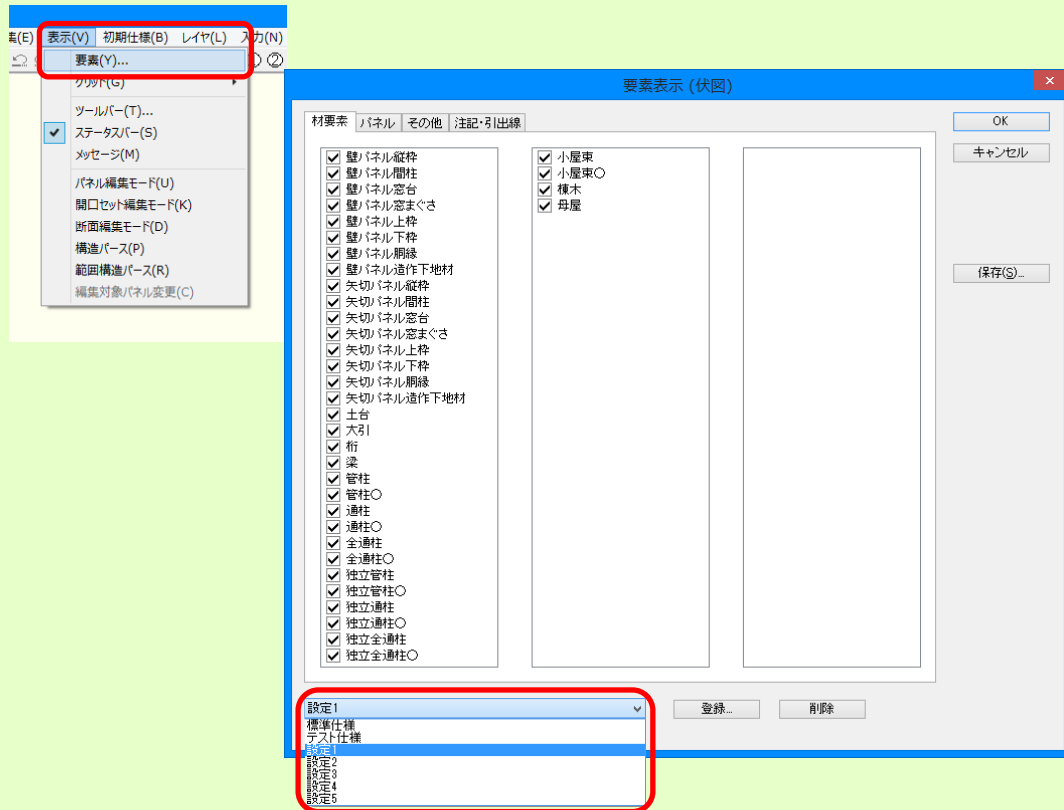 集(E) 表示(V) 初期仕様(B) レイヤ(L) 入力(N)
要素(Y)...
②
グリッド(G)
ツールバー(T)...
ステータスバー(S)
メッセージ(M)
パネル編集モード(U)
開口セット編集モード(K)
断面編集モード(D)
構造パース(P)
範囲構造パース(R)
編集対象パネル変更(C)
要素表示 (伏図)
×
材要素 パネル その他 注記・引出線
OK
キャンセル
保存(S)...
壁パネル縦枠
壁パネル間柱
壁パネル窓台
壁パネル窓まぐさ
壁パネル上枠
壁パネル下枠
壁パネル胴縁
壁パネル造作下地材
矢切パネル縦枠
矢切パネル間柱
矢切パネル窓台
矢切パネル窓まぐさ
矢切パネル上枠
矢切パネル下枠
矢切パネル胴縁
矢切パネル造作下地材
土台
大引
桁
梁
管柱
管柱○
通柱
通柱○
全通柱
全通柱○
独立管柱
独立管柱○
独立通柱
独立通柱○
独立全通柱
独立全通柱○
小屋束
小屋束○
棟木
母屋
設定1
登録...
削除
標準仕様
テスト仕様
設定1
設定2
設定3
設定4
設定5